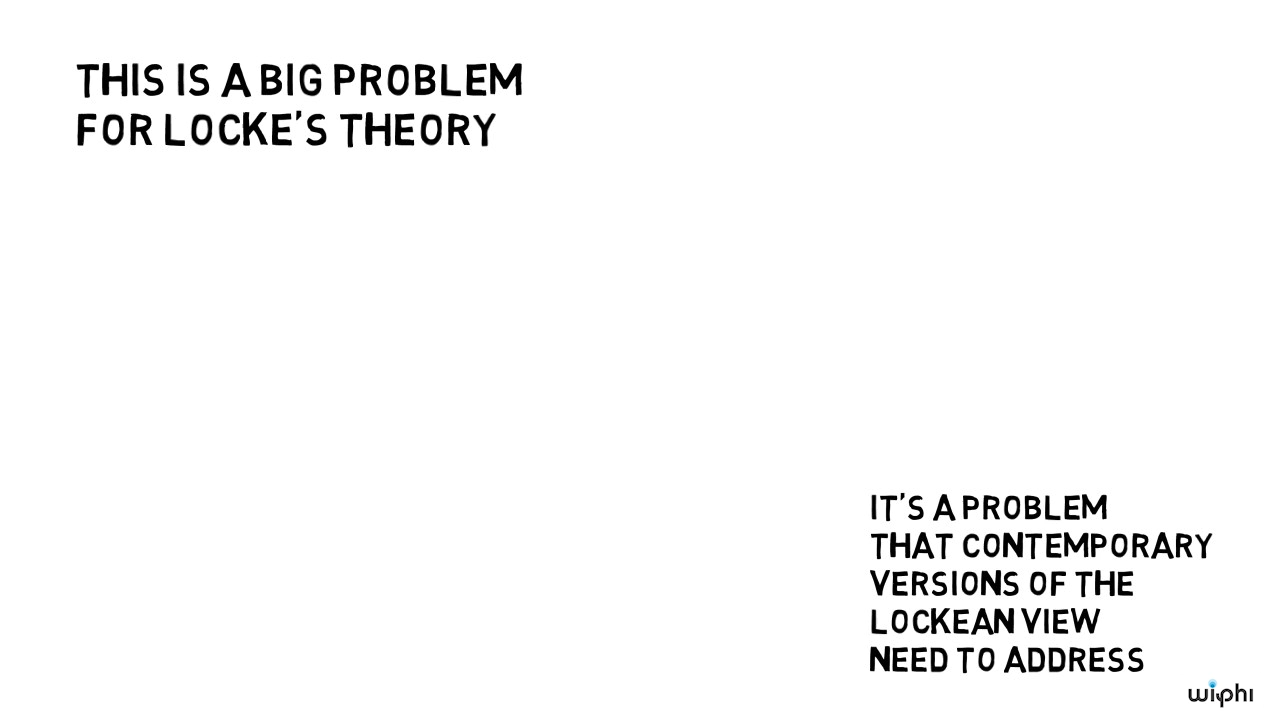 THIS IS A BIG PROBLEM
FOR LOCKE'S THEORY
IT'S A PROBLEM
THAT CONTEMPORARY
VERSIONS OF THE
LOCKEAN VIEW
NEED TO ADDRESS
wiphi